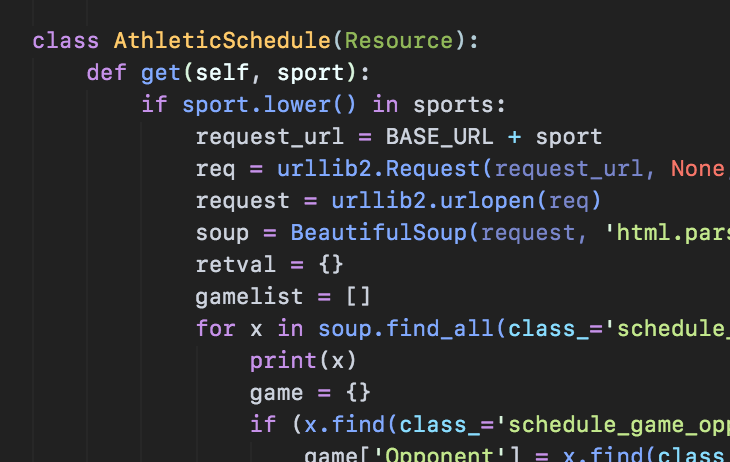 class AthleticSchedule(Resource):
def get(self, sport):
if sport.lower() in sports:
request_url = BASE_URL + sport
req = urllib2.Request(request_url, None,
request = urllib2.urlopen(req)
soup = BeautifulSoup(request, 'html.pars
retval = {}
gamelist = []
for x in soup.find_all(class_='schedule_
print(x)
game = {}
if (x.find(class_='schedule_game_opp
game['Opponent'] = x.find(class_